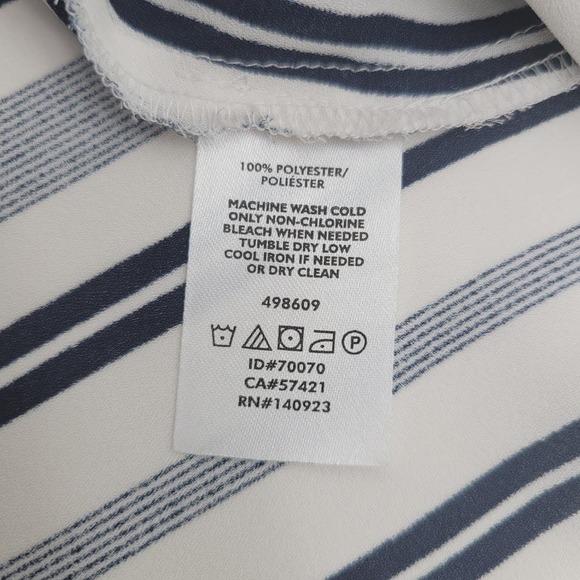 100% POLYESTER/
POLIÉSTER
MACHINE WASH COLD
ONLY NON-CHLORINE
BLEACH WHEN NEEDED
TUMBLE DRY LOW
COOL IRON IF NEEDED
OR DRY CLEAN
498609
P
ID#70070
CA#57421
RN#140923